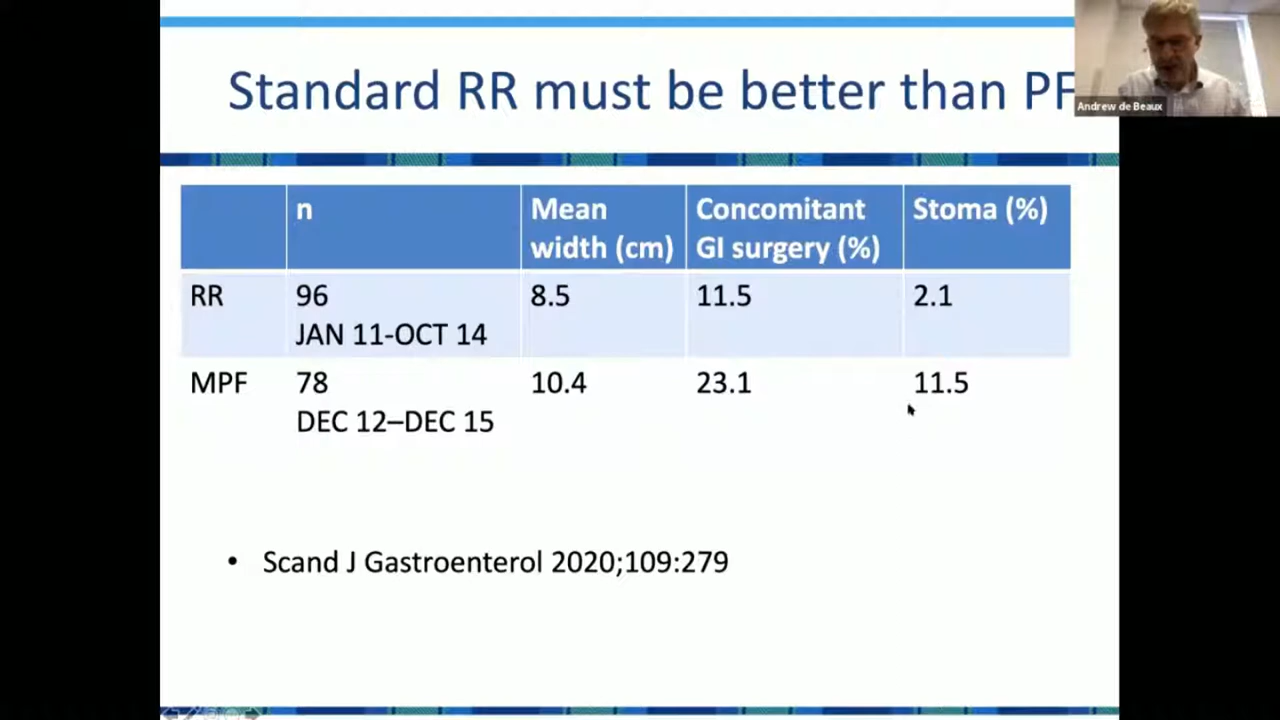 Standard RR must be better than PF
Andrew de Beaux
n
Mean width (cm)
Concomitant GI surgery (%)
Stoma (%)
RR
96
JAN 11-OCT 14
8.5
11.5
2.1
MPF
78
DEC 12–DEC 15
10.4
23.1
11.5
• Scand J Gastroenterol 2020;109:279